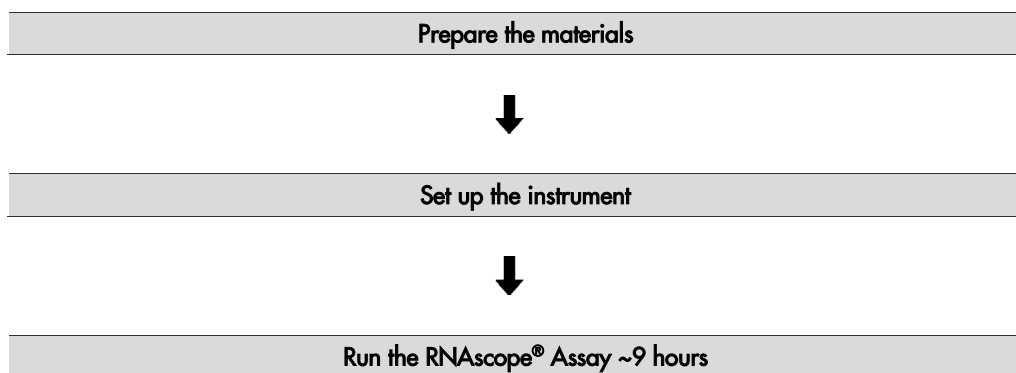 Prepare the materials
Set up the instrument
Run the RNAscope® Assay ~9 hours